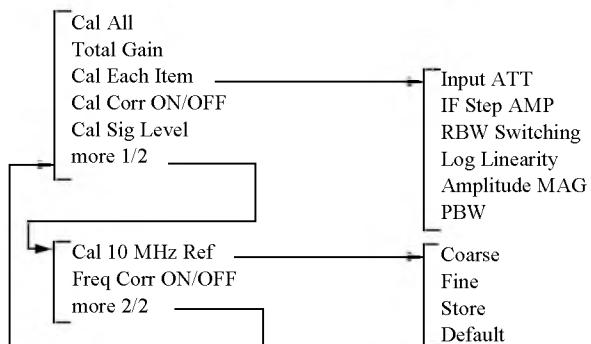 Cal All
Total Gain
Cal Each Item
Cal Corr ON/OFF
Cal Sig Level
more 1/2
Input ATT
IF Step AMP
RBW Switching
Log Linearity
Amplitude MAG
PBW
Cal 10 MHz Ref
Freq Corr ON/OFF
more 2/2
Coarse
Fine
Store
Default